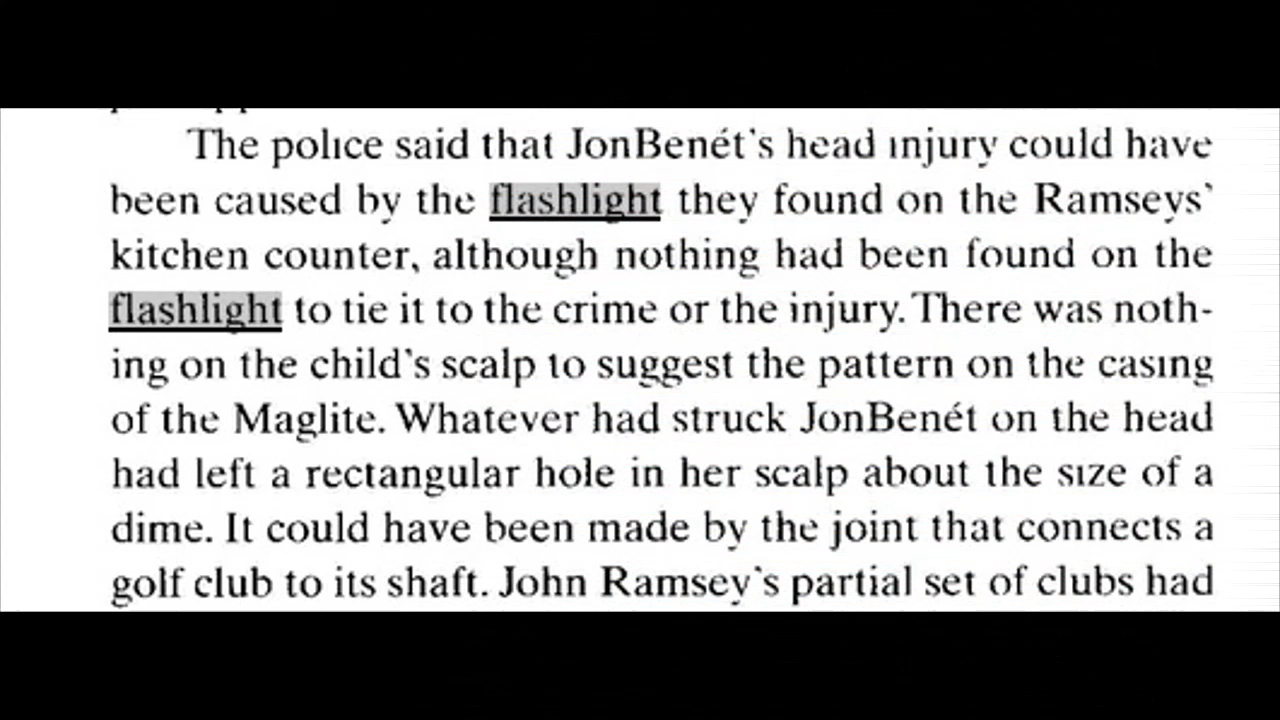 The police said that JonBenét's head injury could have
been caused by the flashlight they found on the Ramseys'
kitchen counter, although nothing had been found on the
flashlight to tie it to the crime or the injury. There was noth-
ing on the child's scalp to suggest the pattern on the casing
of the Maglite. Whatever had struck JonBenét on the head
had left a rectangular hole in her scalp about the size of a
dime. It could have been made by the joint that connects a
golf club to its shaft. John Ramsey's partial set of clubs had